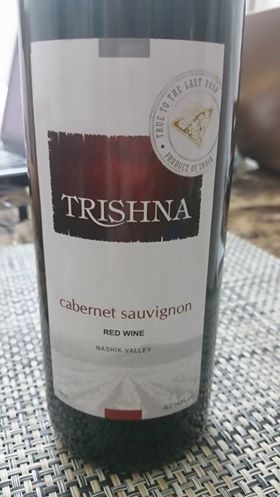 TRUE TO THE LAST DROP
PRODUCT OF INDIA
TRISHNA
cabernet sauvignon
RED WINE
NASHIK VALLEY